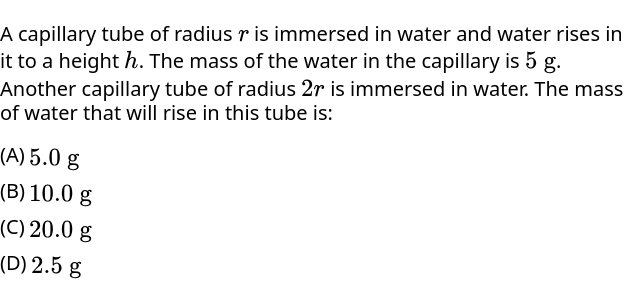 A capillary tube of radius r is immersed in water and water rises in
it to a height h. The mass of the water in the capillary is 5 g.
Another capillary tube of radius 2r is immersed in water. The mass
of water that will rise in this tube is:
(A) 5.0 g
(B) 10.0 g
(C) 20.0 g
(D) 2.5 g